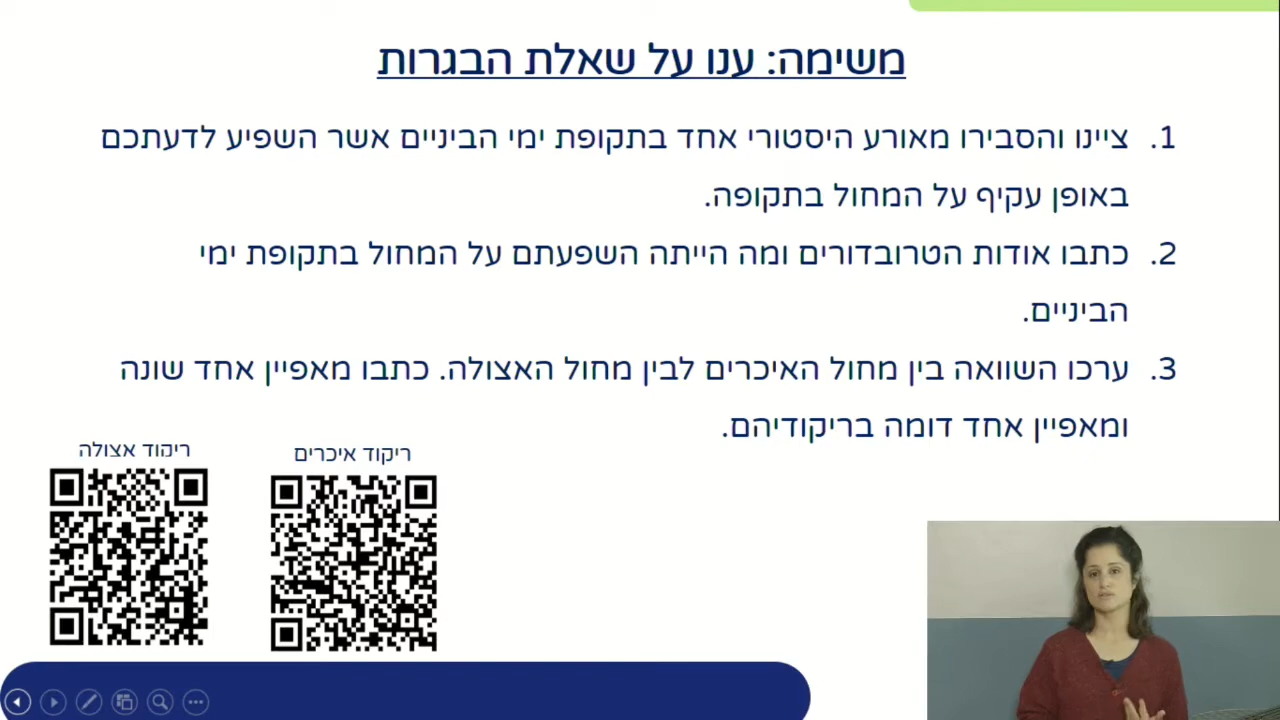 משימה: ענו על שאלת הבגרות
1. ציינו והסבירו מאורע היסטורי אחד בתקופת ימי הביניים אשר השפיע לדעתכם
באופן עקיף על המחול בתקופה.
2. כתבו אודות הטרובדורים ומה הייתה השפעתם על המחול בתקופת ימי
הביניים.
3. ערכו השוואה בין מחול האיכרים לבין מחול האצולה. כתבו מאפיין אחד שונה
ומאפיין אחד דומה בריקודיהם.
ריקוד איכרים
ריקוד אצולה